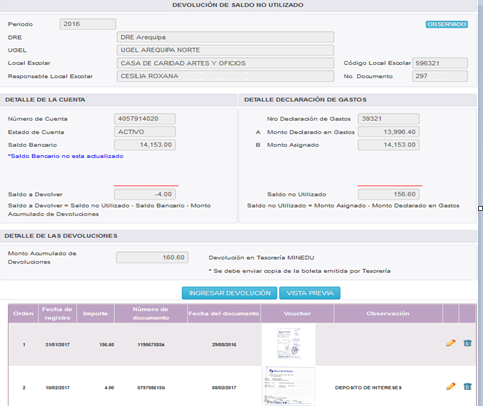 DEVOLUCIÓN DE SALDO NO UTILIZADO
Periodo 2016 OBSERVADO
DRE DRE Arequipa
UGEL UGEL AREQUIPA NORTE
Local Escolar CASA DE CARIDAD ARTES Y OFICIOS Código Local Escolar 596321
Responsable Local Escolar CESILIA ROXANA No. Documento 297
DETALLE DE LA CUENTA DETALLE DECLARACIÓN DE GASTOS
Número de Cuenta 4057914020 Nro Declaración de Gastos 39321
Estado de Cuenta ACTIVO A Monto Declarado en Gastos 13,996.40
Saldo Bancario 14,153.00 B Monto Asignado 14,153.00
*Saldo Bancario no esta actualizado
Saldo a Devolver -4.00 Saldo no Utilizado 156.60
Saldo a Devolver = Saldo no Utilizado - Saldo Bancario - Monto Acumulado de Devoluciones Saldo no Utilizado = Monto Asignado - Monto Declarado en Gastos
DETALLE DE LAS DEVOLUCIONES
Monto Acumulado de Devoluciones 160.60 Devolución en Tesorería MINEDU
* Se debe enviar copia de la boleta emitida por Tesorería
INGRESAR DEVOLUCIÓN VISTA PREVIA
Orden Fecha de registro Importe Número de documento Fecha del documento Voucher Observación
1 31/01/2017 156.60 29/08/2016
2 10/02/2017 4.00 08/02/2017 DEPOSITO DE INTERESES